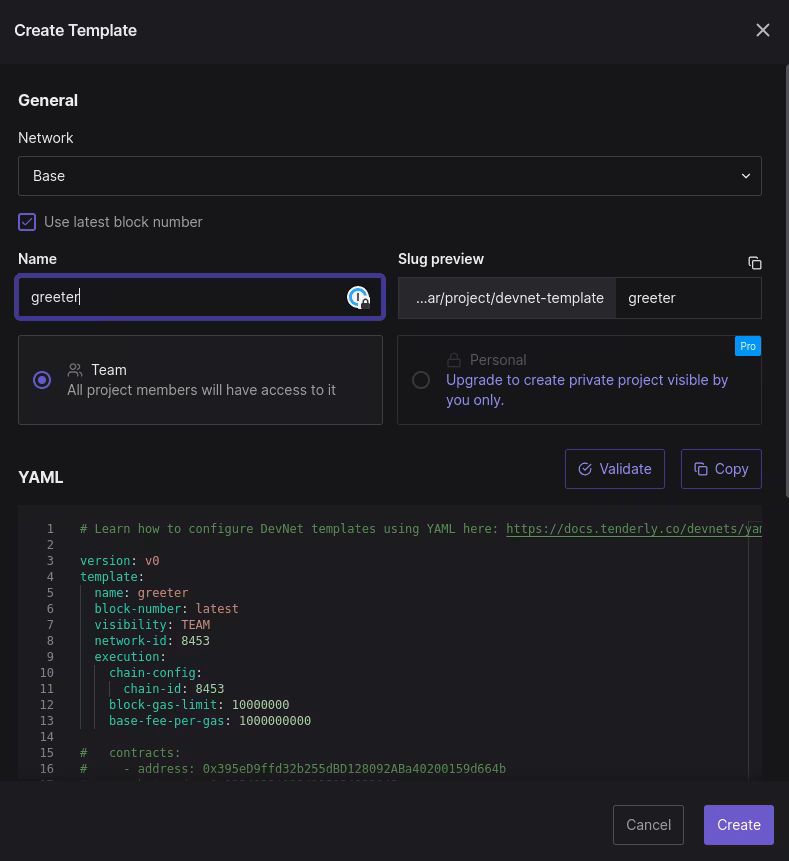 Create Template
General
Network
Base
Use latest block number
Name
Slug preview
greeter
...ar/project/devnet-template
greeter
Team
All project members will have access to it
Pro
Personal
Upgrade to create private project visible by
you only.
YAML
Validate
Copy
1 # Learn how to configure DevNet templates using YAML here: https://docs.tenderly.co/devnets/yam
2
3 version: v0
4 template:
5 name: greeter
6 block-number: latest
7 visibility: TEAM
8 network-id: 8453
9 execution:
10 chain-config:
11 chain-id: 8453
12 block-gas-limit: 10000000
13 base-fee-per-gas: 1000000000
14
15 # contracts:
16 # - address: 0x395eD9ffd32b255dBD128092ABa40200159d664b
Cancel
Create